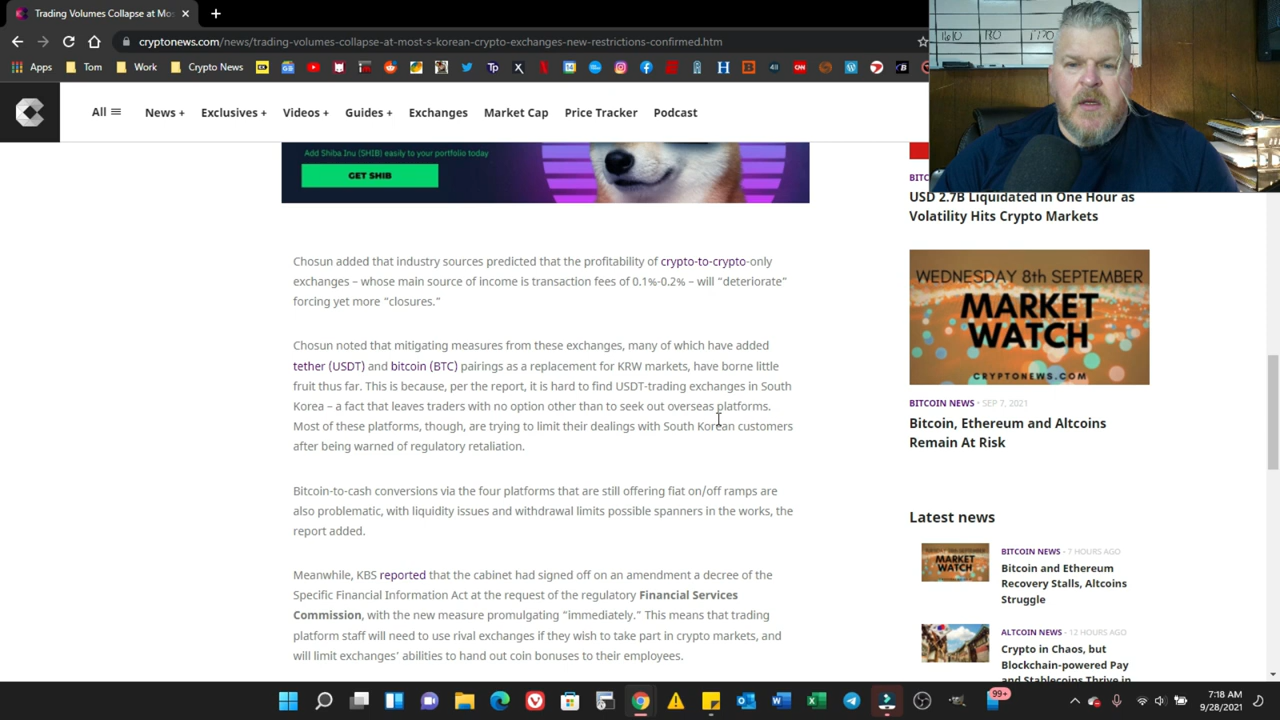 Trading Volumes Collapse at Mos
cryptonews.com/news/trading-volumes-collapse-at-most-s-korean-crypto-exchanges-new-restrictions-confirmed.htm
Apps
Tom
Work
Crypto New
All
News +
Exclusives +
Videos +
Guides +
Exchanges
Market Cap
Price Tracker
Podcast
Add Shiba Inu (SHIB) easily to your portfolio today
GET SHIB
Chosun added that industry sources predicted that the profitability of crypto-to-crypto-only
exchanges – whose main source of income is transaction fees of 0.1%-0.2% – will “deteriorate”
forcing yet more “closures.”
Chosun noted that mitigating measures from these exchanges, many of which have added
tether (USDT) and bitcoin (BTC) pairings as a replacement for KRW markets, have borne little
fruit thus far. This is because, per the report, it is hard to find USDT-trading exchanges in South
Korea – a fact that leaves traders with no option other than to seek out overseas platforms.
Most of these platforms, though, are trying to limit their dealings with South Korean customers
after being warned of regulatory retaliation.
Bitcoin-to-cash conversions via the four platforms that are still offering fiat on/off ramps are
also problematic, with liquidity issues and withdrawal limits possible spanners in the works, the
report added.
Meanwhile, KBS reported that the cabinet had signed off on an amendment a decree of the
Specific Financial Information Act at the request of the regulatory Financial Services
Commission, with the new measure promulgating “immediately.” This means that trading
platform staff will need to use rival exchanges if they wish to take part in crypto markets, and
will limit exchanges’ abilities to hand out coin bonuses to their employees.
BITC
USD 2.7B Liquidated in One Hour as
Volatility Hits Crypto Markets
WEDNESDAY 8th SEPTEMBER
MARKET
WATCH
CRYPTONEWS.COM
BITCOIN NEWS • SEP 7, 2021
Bitcoin, Ethereum and Altcoins
Remain At Risk
Latest news
MARKET
WATCH
BITCOIN NEWS • 7 HOURS AGO
Bitcoin and Ethereum
Recovery Stalls, Altcoins
Struggle
ALTCOIN NEWS • 12 HOURS AGO
Crypto in Chaos, but
Blockchain-powered Pay
and Stablecoins Thrive in
99+
7:18 AM
9/28/2021